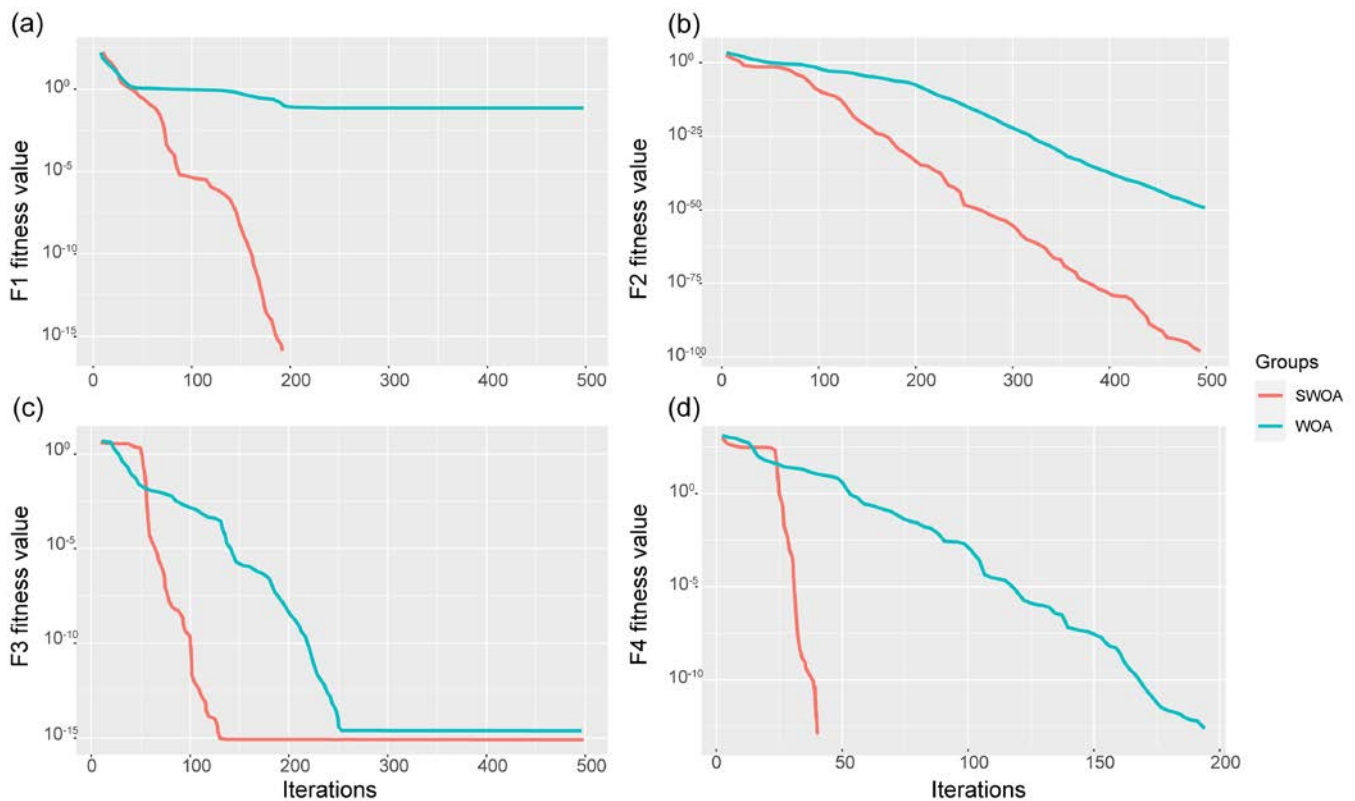 (a)
F1 fitness value
10⁰
10⁻⁵
10⁻¹⁰
10⁻¹⁵
0 100 200 300 400 500
(b)
F2 fitness value
10⁰
10⁻²⁵
10⁻⁵⁰
10⁻⁷⁵
10⁻¹⁰⁰
0 100 200 300 400 500
(c)
F3 fitness value
10⁰
10⁻⁵
10⁻¹⁰
10⁻¹⁵
0 100 200 300 400 500
Iterations
(d)
F4 fitness value
10⁰
10⁻⁵
10⁻¹⁰
0 50 100 150 200
Iterations
Groups
SWOA
WOA